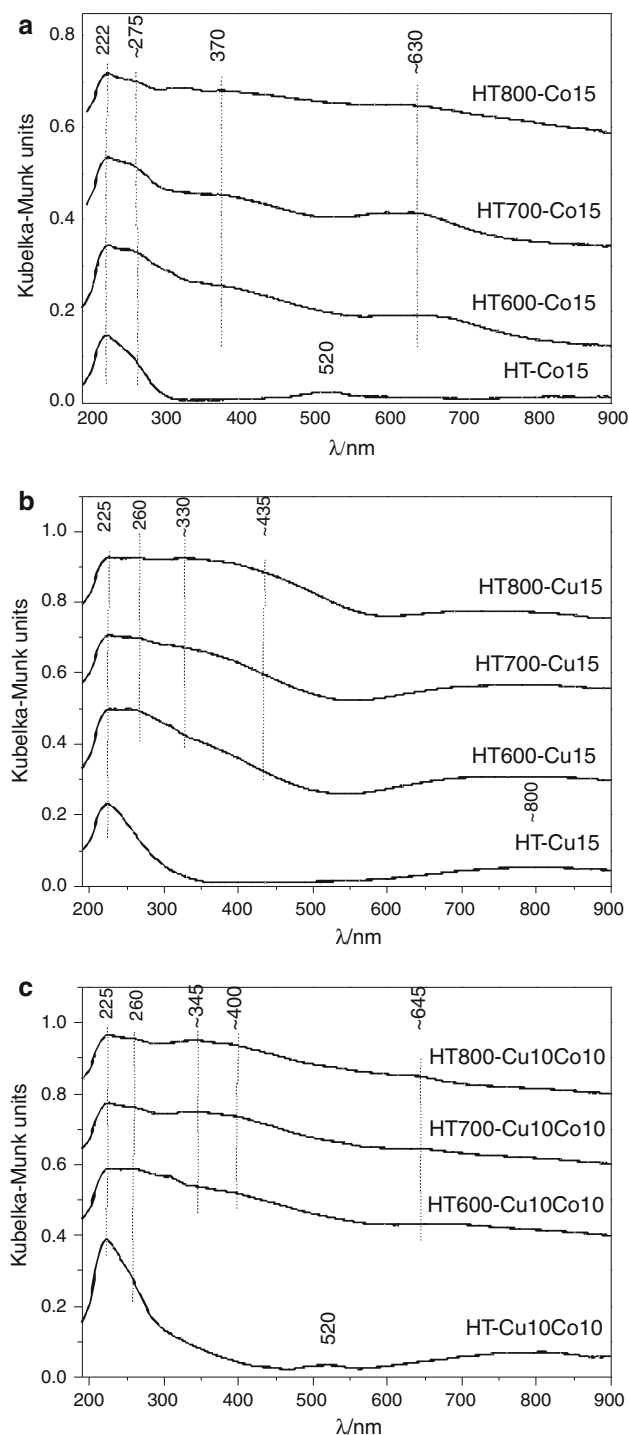 a
222
~275
370
~630
0.8
0.6
0.4
0.2
0.0
Kubelka-Munk units
HT800-Co15
HT700-Co15
HT600-Co15
HT-Co15
520
200 300 400 500 600 700 800 900
λ/nm
b
225
260
~330
~435
1.0
0.8
0.6
0.4
0.2
0.0
Kubelka-Munk units
HT800-Cu15
HT700-Cu15
HT600-Cu15
~800
HT-Cu15
200 300 400 500 600 700 800 900
λ/nm
c
225
260
~345
~400
~645
1.0
0.8
0.6
0.4
0.2
0.0
Kubelka-Munk units
HT800-Cu10Co10
HT700-Cu10Co10
HT600-Cu10Co10
HT-Cu10Co10
520
200 300 400 500 600 700 800 900
λ/nm